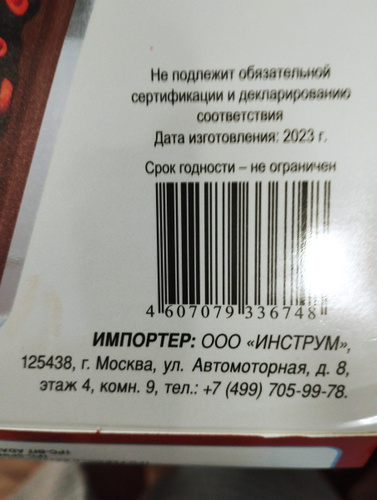 Не подлежит обязательной
сертификации и декларированию
соответствия
Дата изготовления: 2023 г.
Срок годности – не ограничен
4 607079 336748
ИМПОРТЕР: ООО «ИНСТРУМ»,
125438, г. Москва, ул. Автомоторная, д. 8,
этаж 4, комн. 9, тел.: +7 (499) 705-99-78.